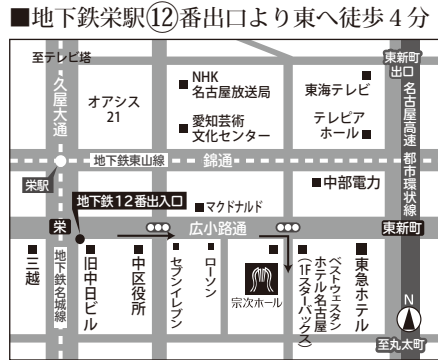 ■地下鉄栄駅⑫番出口より東へ徒歩４分
至テレビ塔
久屋大通
オアシス
21
■NHK
名古屋放送局
■愛知芸術
文化センター
東海テレビ
テレピア
ホール■
東新町
出口
名古屋高速 都市環状線
地下鉄東山線
錦通
栄駅
■中部電力
地下鉄12番出入口
■マクドナルド
栄
広小路通
東新町
■三越
地下鉄名城線
■旧中日ビル
■中区役所
■セブンイレブン
■ローソン
宗次ホール
■ベストウェスタン
ホテル名古屋
(1Fスターバックス)
■東急ホテル
N
至丸太町